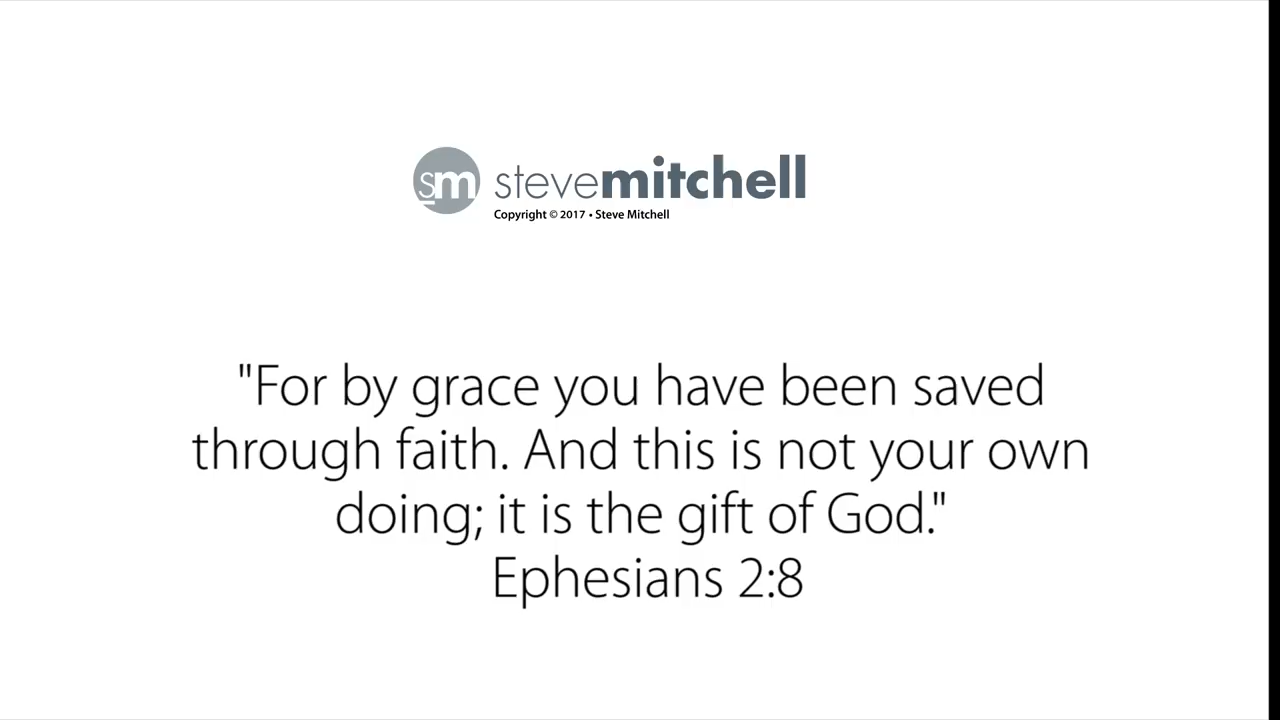 sm stevemitchell
Copyright © 2017 • Steve Mitchell
"For by grace you have been saved
through faith. And this is not your own
doing; it is the gift of God."
Ephesians 2:8